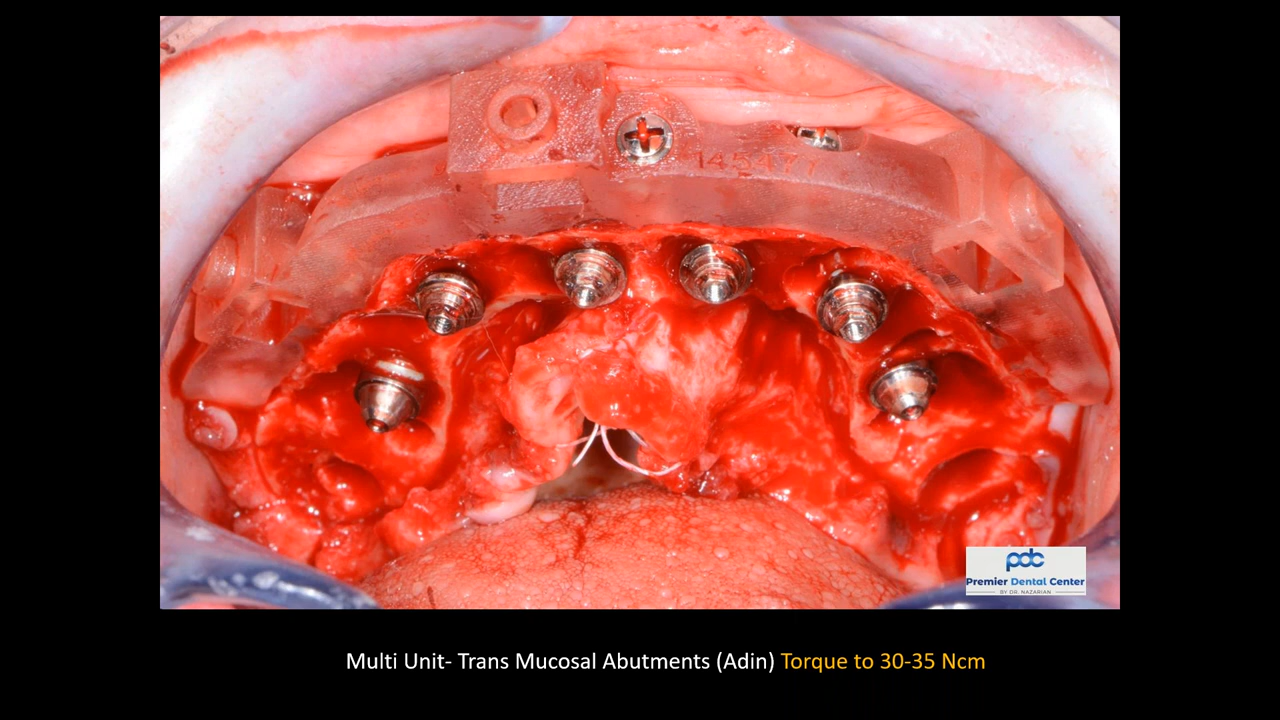 145477
pdc
Premier Dental Center
BY DR. NAZARIAN
Multi Unit- Trans Mucosal Abutments (Adin) Torque to 30-35 Ncm